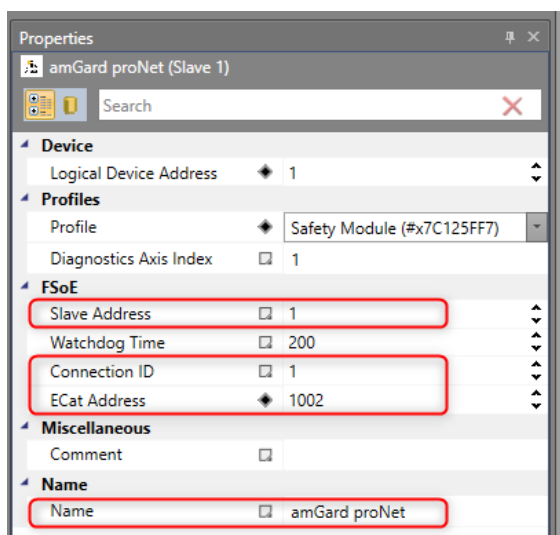 Properties
amGard proNet (Slave 1)
Search
Device
Logical Device Address 1
Profiles
Profile Safety Module (#x7C125FF7)
Diagnostics Axis Index 1
FSoE
Slave Address 1
Watchdog Time 200
Connection ID 1
ECat Address 1002
Miscellaneous
Comment
Name
Name amGard proNet